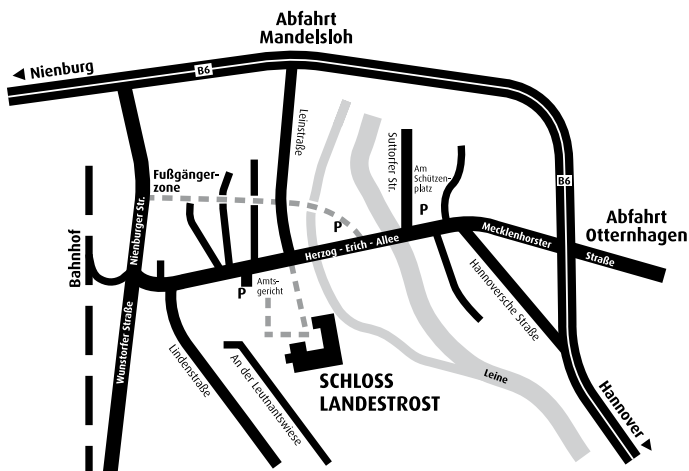 Abfahrt
Mandelsloh
Nienburg
B6
Leinstraße
Suttorfer Str.
Am
Schützen-
platz
P
Fußgänger-
zone
B6
Nienburger Str.
Bahnhof
P
Herzog - Erich - Allee
Mecklenhorster
Straße
Abfahrt
Otternhagen
Amts-
gericht
P
Hannoversche Straße
Wunstorfer Straße
Lindenstraße
An der Leutnantswiese
SCHLOSS
LANDESTROST
Leine
Hannover